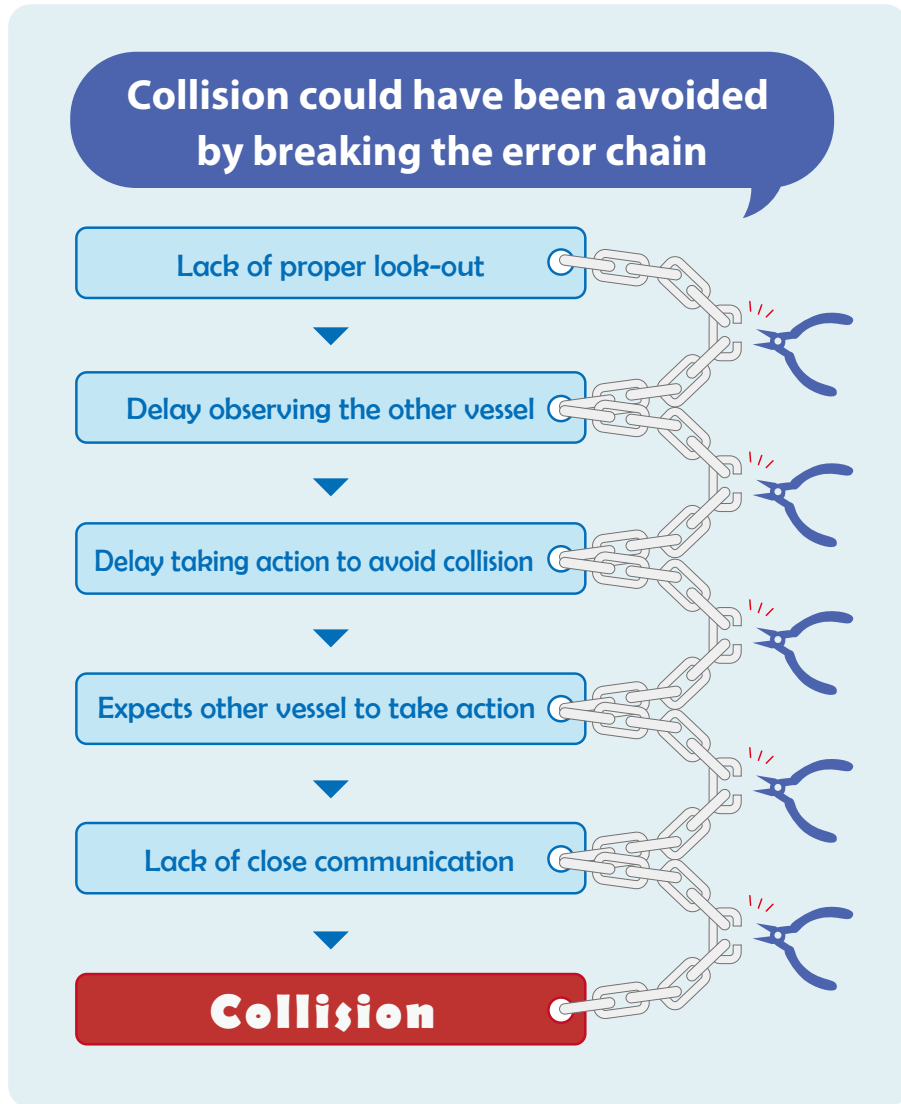 Collision could have been avoided
by breaking the error chain
Lack of proper look-out
Delay observing the other vessel
Delay taking action to avoid collision
Expects other vessel to take action
Lack of close communication
Collision